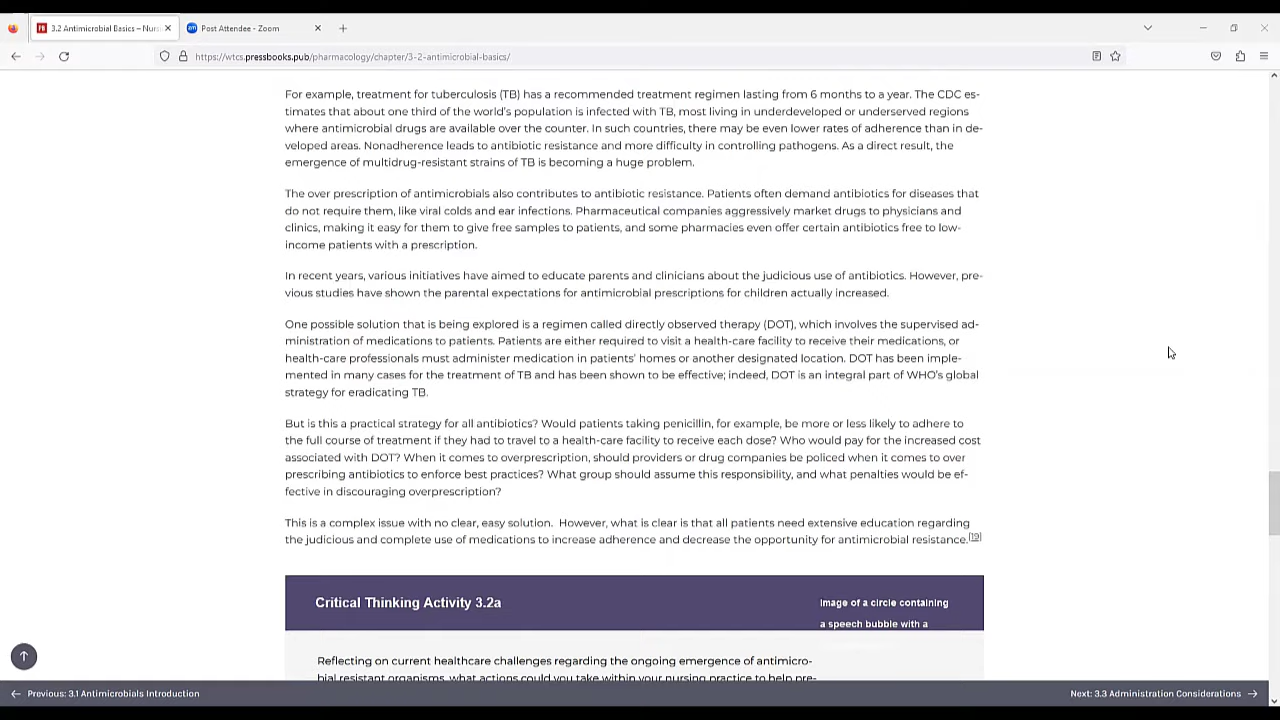 3.2 Antimicrobial Basics – Nurs
Post Attendee - Zoom
https://wtcs.pressbooks.pub/pharmacology/chapter/3-2-antimicrobial-basics/
For example, treatment for tuberculosis (TB) has a recommended treatment regimen lasting from 6 months to a year. The CDC es-
timates that about one third of the world's population is infected with TB, most living in underdeveloped or underserved regions
where antimicrobial drugs are available over the counter. In such countries, there may be even lower rates of adherence than in de-
veloped areas. Nonadherence leads to antibiotic resistance and more difficulty in controlling pathogens. As a direct result, the
emergence of multidrug-resistant strains of TB is becoming a huge problem.
The over prescription of antimicrobials also contributes to antibiotic resistance. Patients often demand antibiotics for diseases that
do not require them, like viral colds and ear infections. Pharmaceutical companies aggressively market drugs to physicians and
clinics, making it easy for them to give free samples to patients, and some pharmacies even offer certain antibiotics free to low-
income patients with a prescription.
In recent years, various initiatives have aimed to educate parents and clinicians about the judicious use of antibiotics. However, pre-
vious studies have shown the parental expectations for antimicrobial prescriptions for children actually increased.
One possible solution that is being explored is a regimen called directly observed therapy (DOT), which involves the supervised ad-
ministration of medications to patients. Patients are either required to visit a health-care facility to receive their medications, or
health-care professionals must administer medication in patients' homes or another designated location. DOT has been imple-
mented in many cases for the treatment of TB and has been shown to be effective; indeed, DOT is an integral part of WHO's global
strategy for eradicating TB.
But is this a practical strategy for all antibiotics? Would patients taking penicillin, for example, be more or less likely to adhere to
the full course of treatment if they had to travel to a health-care facility to receive each dose? Who would pay for the increased cost
associated with DOT? When it comes to overprescription, should providers or drug companies be policed when it comes to over
prescribing antibiotics to enforce best practices? What group should assume this responsibility, and what penalties would be ef-
fective in discouraging overprescription?
This is a complex issue with no clear, easy solution. However, what is clear is that all patients need extensive education regarding
the judicious and complete use of medications to increase adherence and decrease the opportunity for antimicrobial resistance.[19]
Critical Thinking Activity 3.2a
Image of a circle containing
a speech bubble with a
Reflecting on current healthcare challenges regarding the ongoing emergence of antimicro-
bial resistant organisms, what actions could you take within your nursing practice to help pre-
Previous: 3.1 Antimicrobials Introduction
Next: 3.3 Administration Considerations